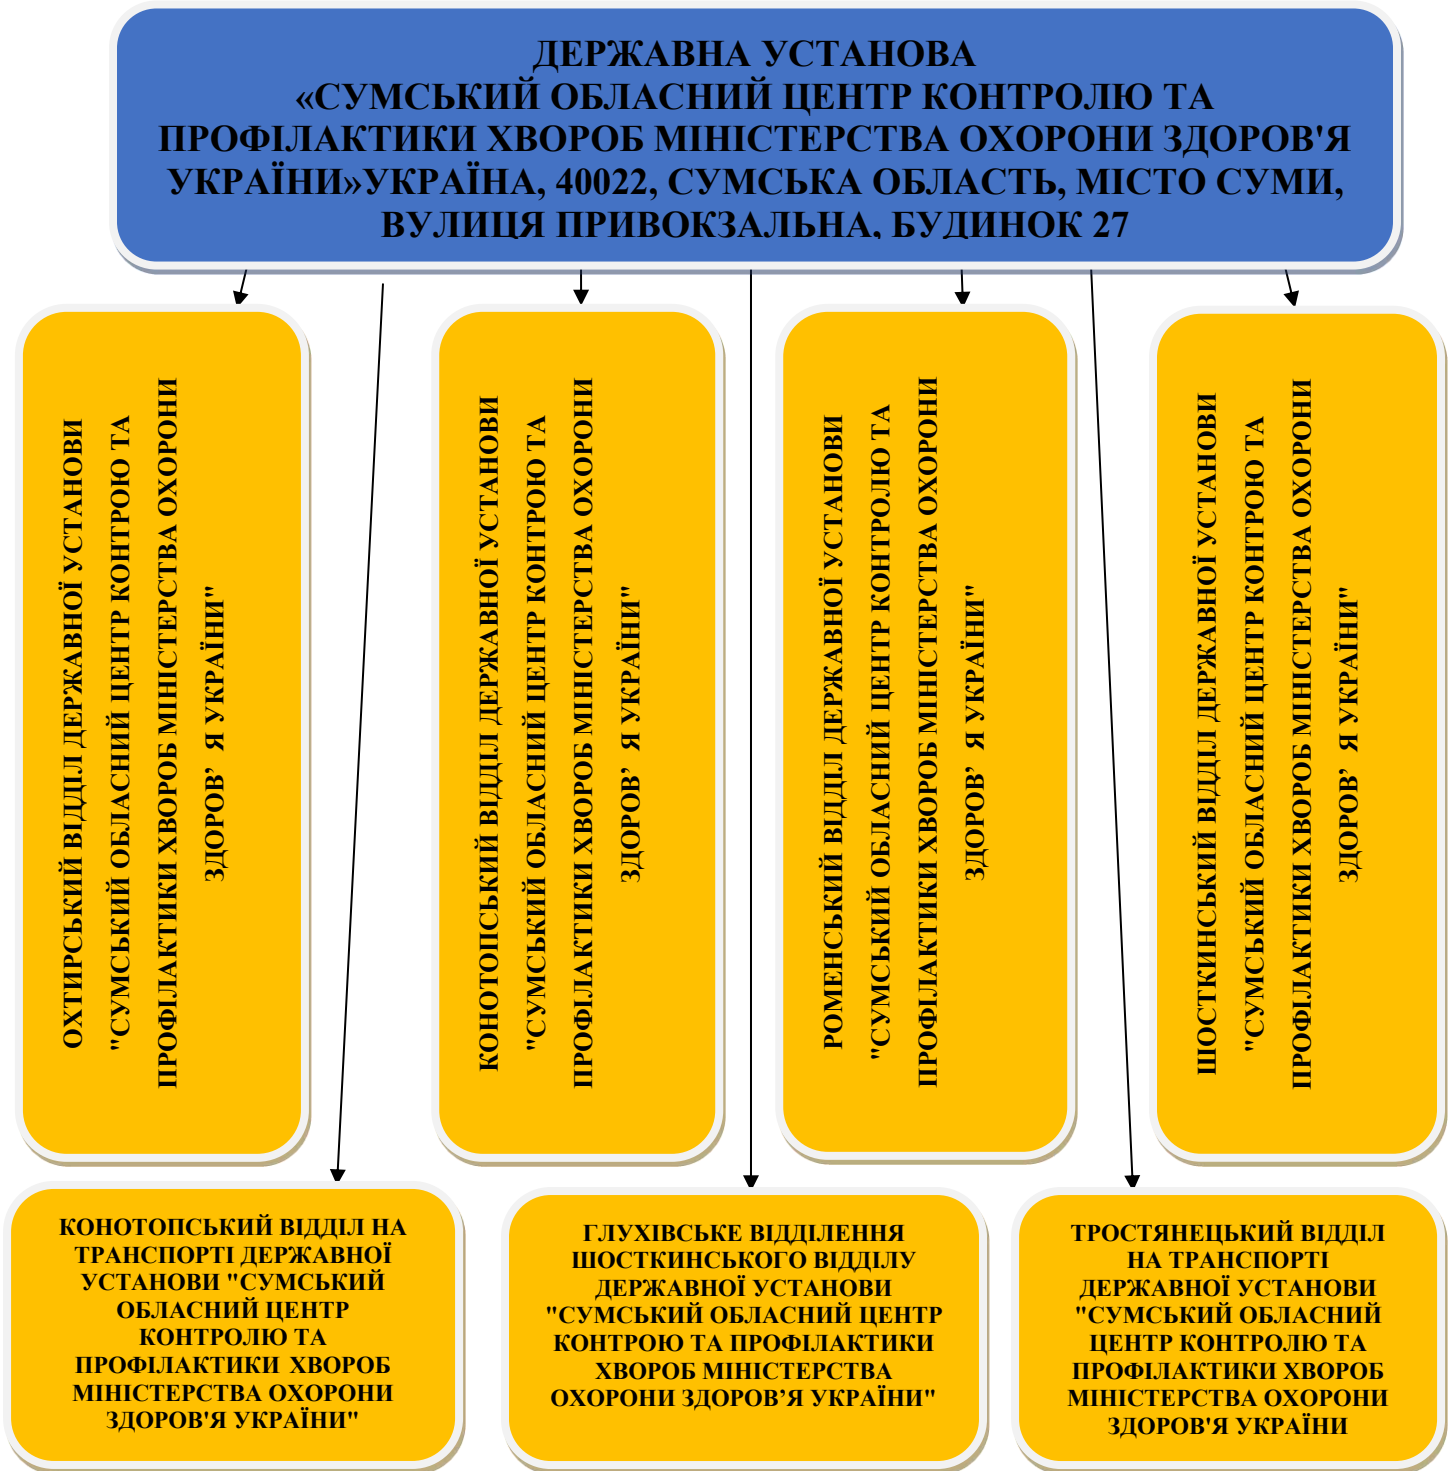 ДЕРЖАВНА УСТАНОВА
«СУМСЬКИЙ ОБЛАСНИЙ ЦЕНТР КОНТРОЛЮ ТА
ПРОФІЛАКТИКИ ХВОРОБ МІНІСТЕРСТВА ОХОРОНИ ЗДОРОВ'Я
УКРАЇНИ»УКРАЇНА, 40022, СУМСЬКА ОБЛАСТЬ, МІСТО СУМИ,
ВУЛИЦЯ ПРИВОКЗАЛЬНА, БУДИНОК 27
ОХТИРСЬКИЙ ВІДДІЛ ДЕРЖАВНОЇ УСТАНОВИ
"СУМСЬКИЙ ОБЛАСНИЙ ЦЕНТР КОНТРОЮ ТА
ПРОФІЛАКТИКИ ХВОРОБ МІНІСТЕРСТВА ОХОРОНИ
ЗДОРОВ’ Я УКРАЇНИ"
КОНОТОПСЬКИЙ ВІДДІЛ ДЕРЖАВНОЇ УСТАНОВИ
"СУМСЬКИЙ ОБЛАСНИЙ ЦЕНТР КОНТРОЮ ТА
ПРОФІЛАКТИКИ ХВОРОБ МІНІСТЕРСТВА ОХОРОНИ
ЗДОРОВ’ Я УКРАЇНИ"
РОМЕНСЬКИЙ ВІДДІЛ ДЕРЖАВНОЇ УСТАНОВИ
"СУМСЬКИЙ ОБЛАСНИЙ ЦЕНТР КОНТРОЛЮ ТА
ПРОФІЛАКТИКИ ХВОРОБ МІНІСТЕРСТВА ОХОРОНИ
ЗДОРОВ’ Я УКРАЇНИ"
ШОСТКИНСЬКИЙ ВІДДІЛ ДЕРЖАВНОЇ УСТАНОВИ
"СУМСЬКИЙ ОБЛАСНИЙ ЦЕНТР КОНТРОЮ ТА
ПРОФІЛАКТИКИ ХВОРОБ МІНІСТЕРСТВА ОХОРОНИ
ЗДОРОВ’ Я УКРАЇНИ"
КОНОТОПСЬКИЙ ВІДДІЛ НА
ТРАНСПОРТІ ДЕРЖАВНОЇ
УСТАНОВИ "СУМСЬКИЙ
ОБЛАСНИЙ ЦЕНТР
КОНТРОЛЮ ТА
ПРОФІЛАКТИКИ ХВОРОБ
МІНІСТЕРСТВА ОХОРОНИ
ЗДОРОВ'Я УКРАЇНИ"
ГЛУХІВСЬКЕ ВІДДІЛЕННЯ
ШОСТКИНСЬКОГО ВІДДІЛУ
ДЕРЖАВНОЇ УСТАНОВИ
"СУМСЬКИЙ ОБЛАСНИЙ ЦЕНТР
КОНТРОЮ ТА ПРОФІЛАКТИКИ
ХВОРОБ МІНІСТЕРСТВА
ОХОРОНИ ЗДОРОВ’Я УКРАЇНИ"
ТРОСТЯНЕЦЬКИЙ ВІДДІЛ
НА ТРАНСПОРТІ
ДЕРЖАВНОЇ УСТАНОВИ
"СУМСЬКИЙ ОБЛАСНИЙ
ЦЕНТР КОНТРОЛЮ ТА
ПРОФІЛАКТИКИ ХВОРОБ
МІНІСТЕРСТВА ОХОРОНИ
ЗДОРОВ'Я УКРАЇНИ